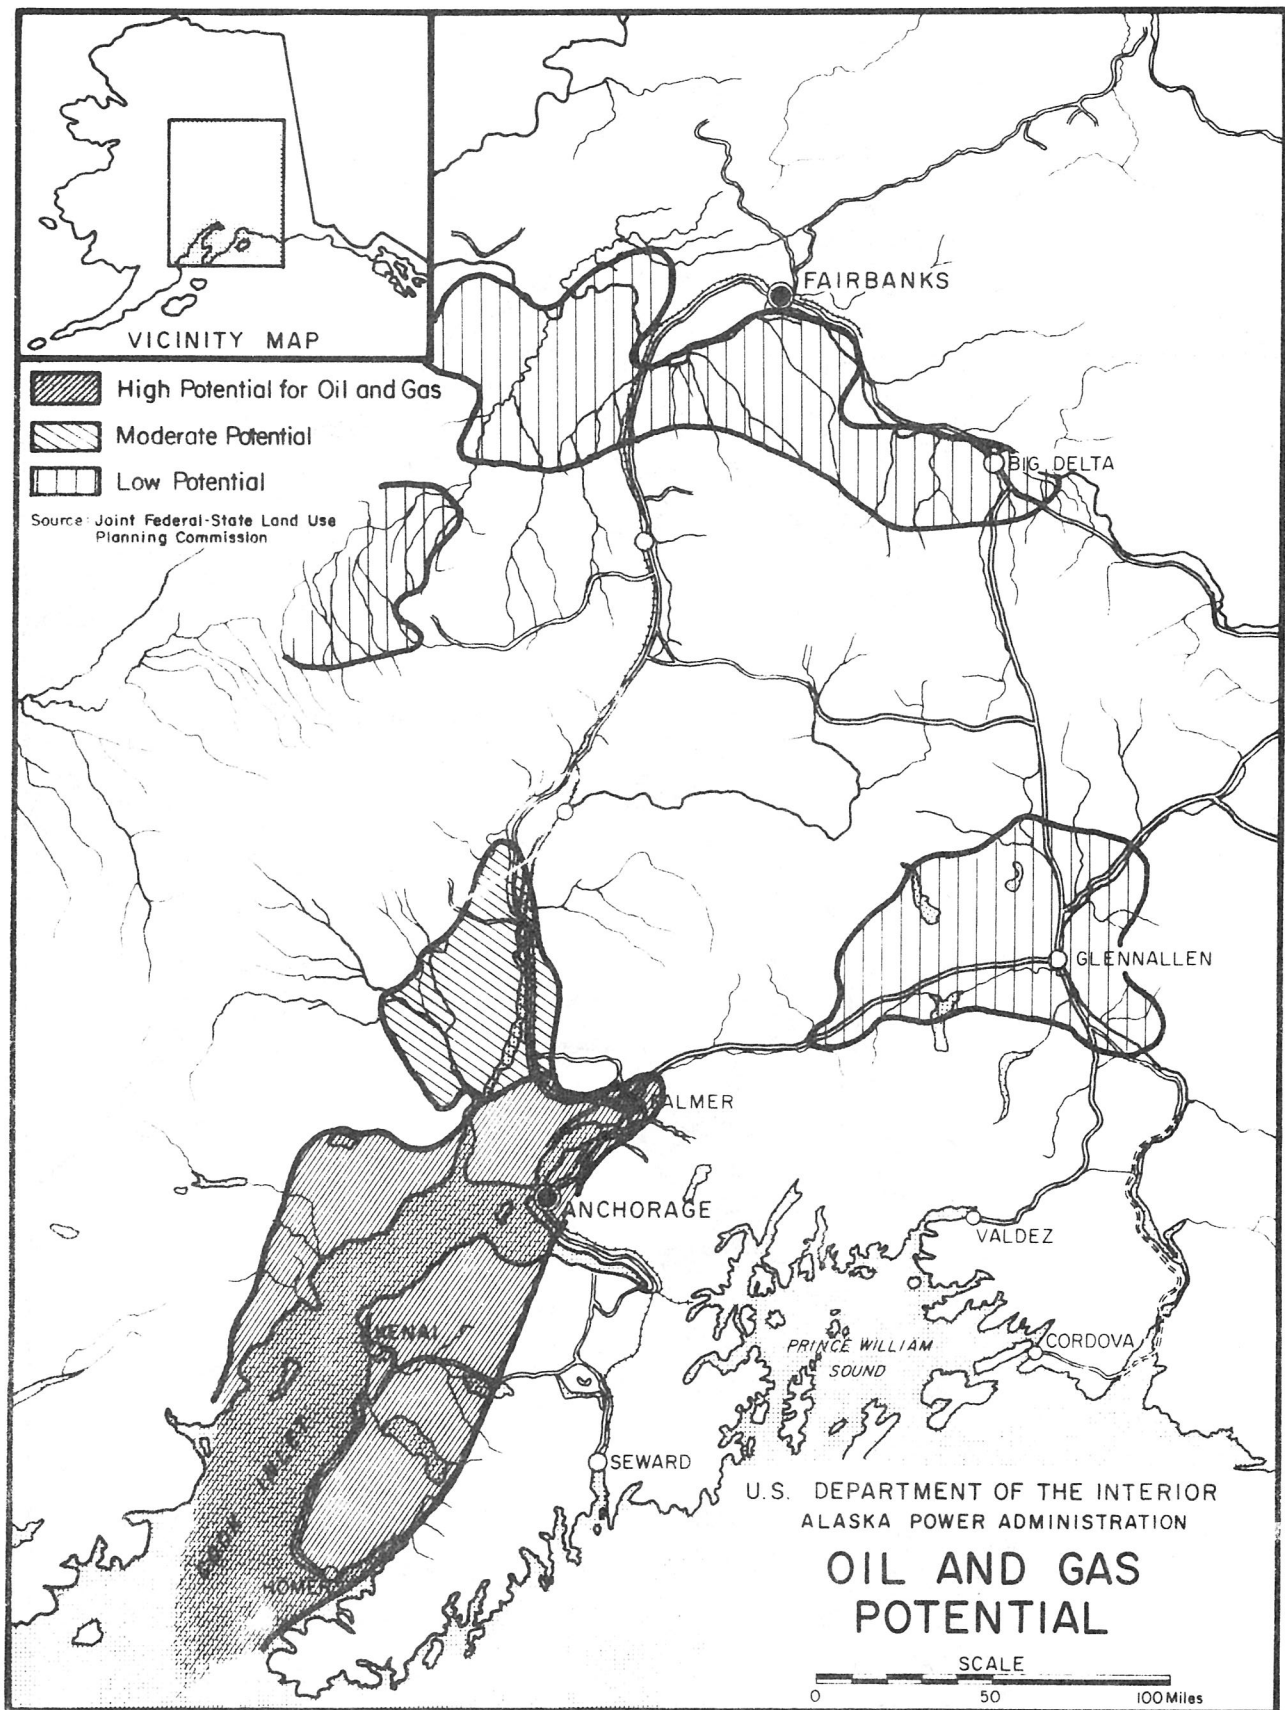 VICINITY MAP
High Potential for Oil and Gas
Moderate Potential
Low Potential
Source: Joint Federal-State Land Use
Planning Commission
FAIRBANKS
BIG DELTA
GLENNALLEN
PALMER
ANCHORAGE
VALDEZ
KENAI
PRINCE WILLIAM
SOUND
CORDOVA
COOK INLET
SEWARD
HOMER
U.S. DEPARTMENT OF THE INTERIOR
ALASKA POWER ADMINISTRATION
OIL AND GAS
POTENTIAL
SCALE
0 50 100 Miles